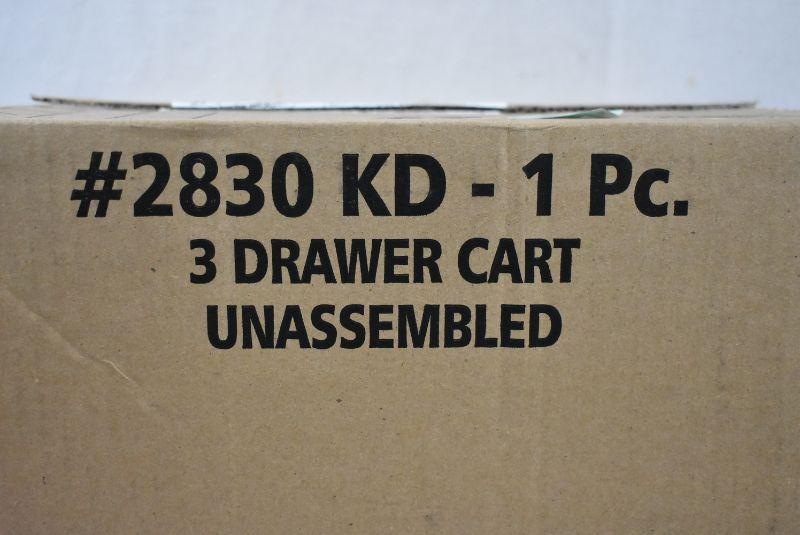 #2830 KD - 1 Pc.
3 DRAWER CART
UNASSEMBLED